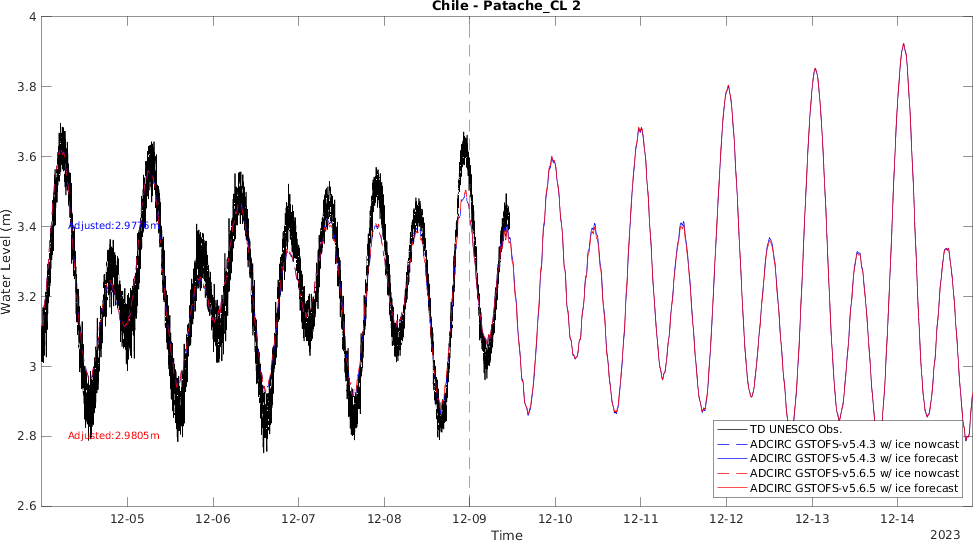 Chile - Patache_CL 2
4
3.8
3.6
3.4
3.2
3
2.8
2.6
Water Level (m)
Adjusted:2.9776m
Adjusted:2.9805m
TD UNESCO Obs.
ADCIRC GSTOFS-v5.4.3 w/ ice nowcast
ADCIRC GSTOFS-v5.4.3 w/ ice forecast
ADCIRC GSTOFS-v5.6.5 w/ ice nowcast
ADCIRC GSTOFS-v5.6.5 w/ ice forecast
12-05 12-06 12-07 12-08 12-09 12-10 12-11 12-12 12-13 12-14
Time
2023